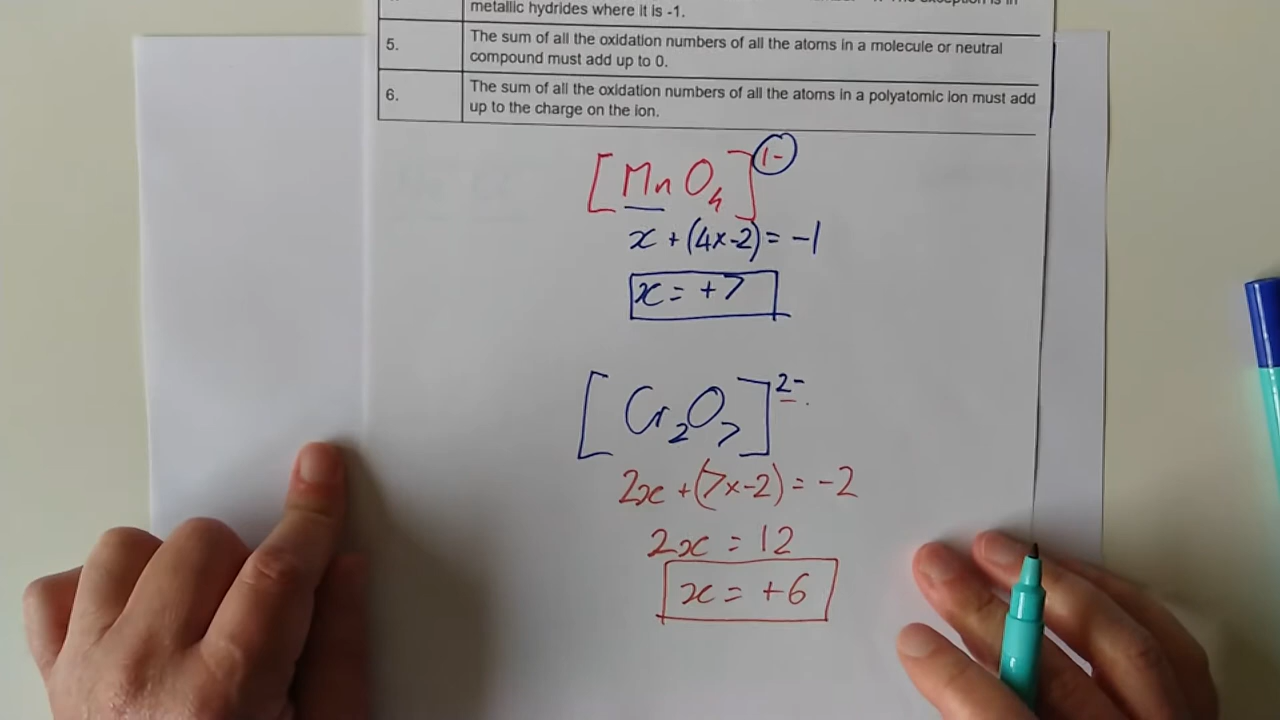 metallic hydrides where it is -1.
5. The sum of all the oxidation numbers of all the atoms in a molecule or neutral
compound must add up to 0.
6. The sum of all the oxidation numbers of all the atoms in a polyatomic ion must add
up to the charge on the ion.
[MnO₄]¹⁻
x + (4x-2) = -1
x = +7
[Cr₂O₇]²⁻
2x + (7x-2) = -2
2x = 12
x = +6